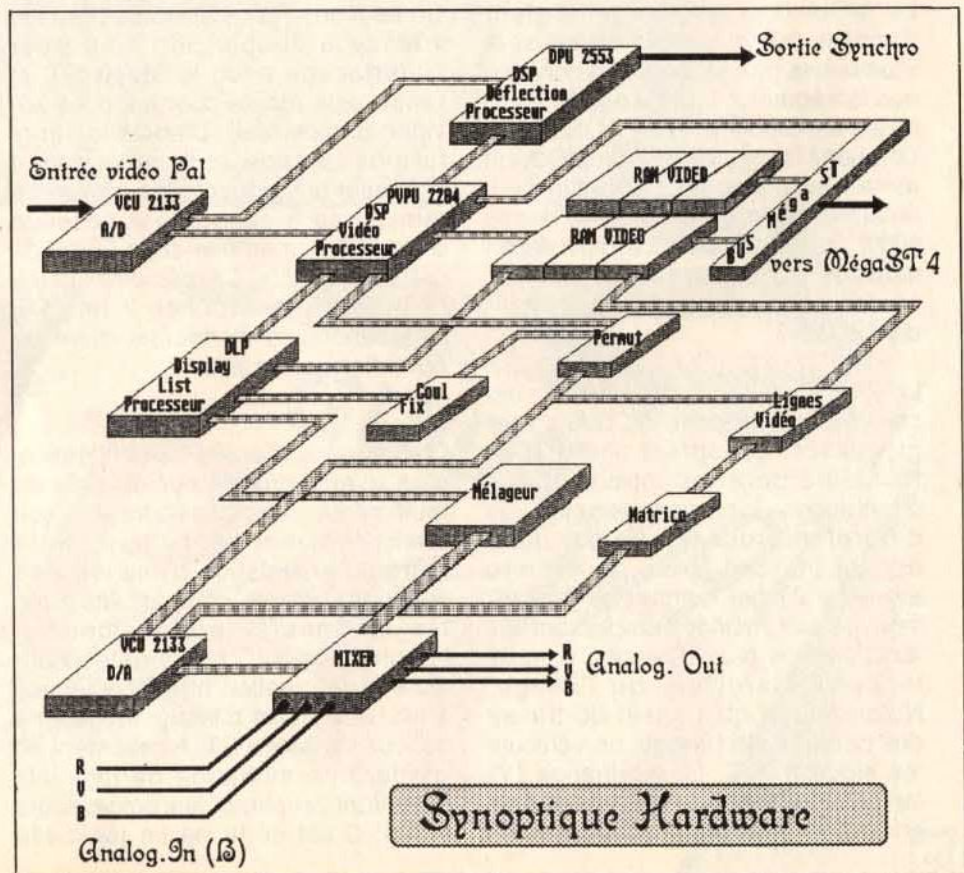 DPU 2553
DSP
Déflection
Processeur
Sortie Synchro
Entrée vidéo Pal
VCU 2133
A/D
PVPU 2204
DSP
Vidéo
Processeur
RAM VIDEO
RAM VIDEO
BUS Méga ST
vers MégaST 4
DLP
Display
List
Processeur
Coul
fix
Permut
Lignes
Vidéo
Mélageur
Matrice
VCU 2133
D/A
MIXER
R
V
B
Analog. Out
R
V
B
Analog.In (B)
Synoptique Hardware